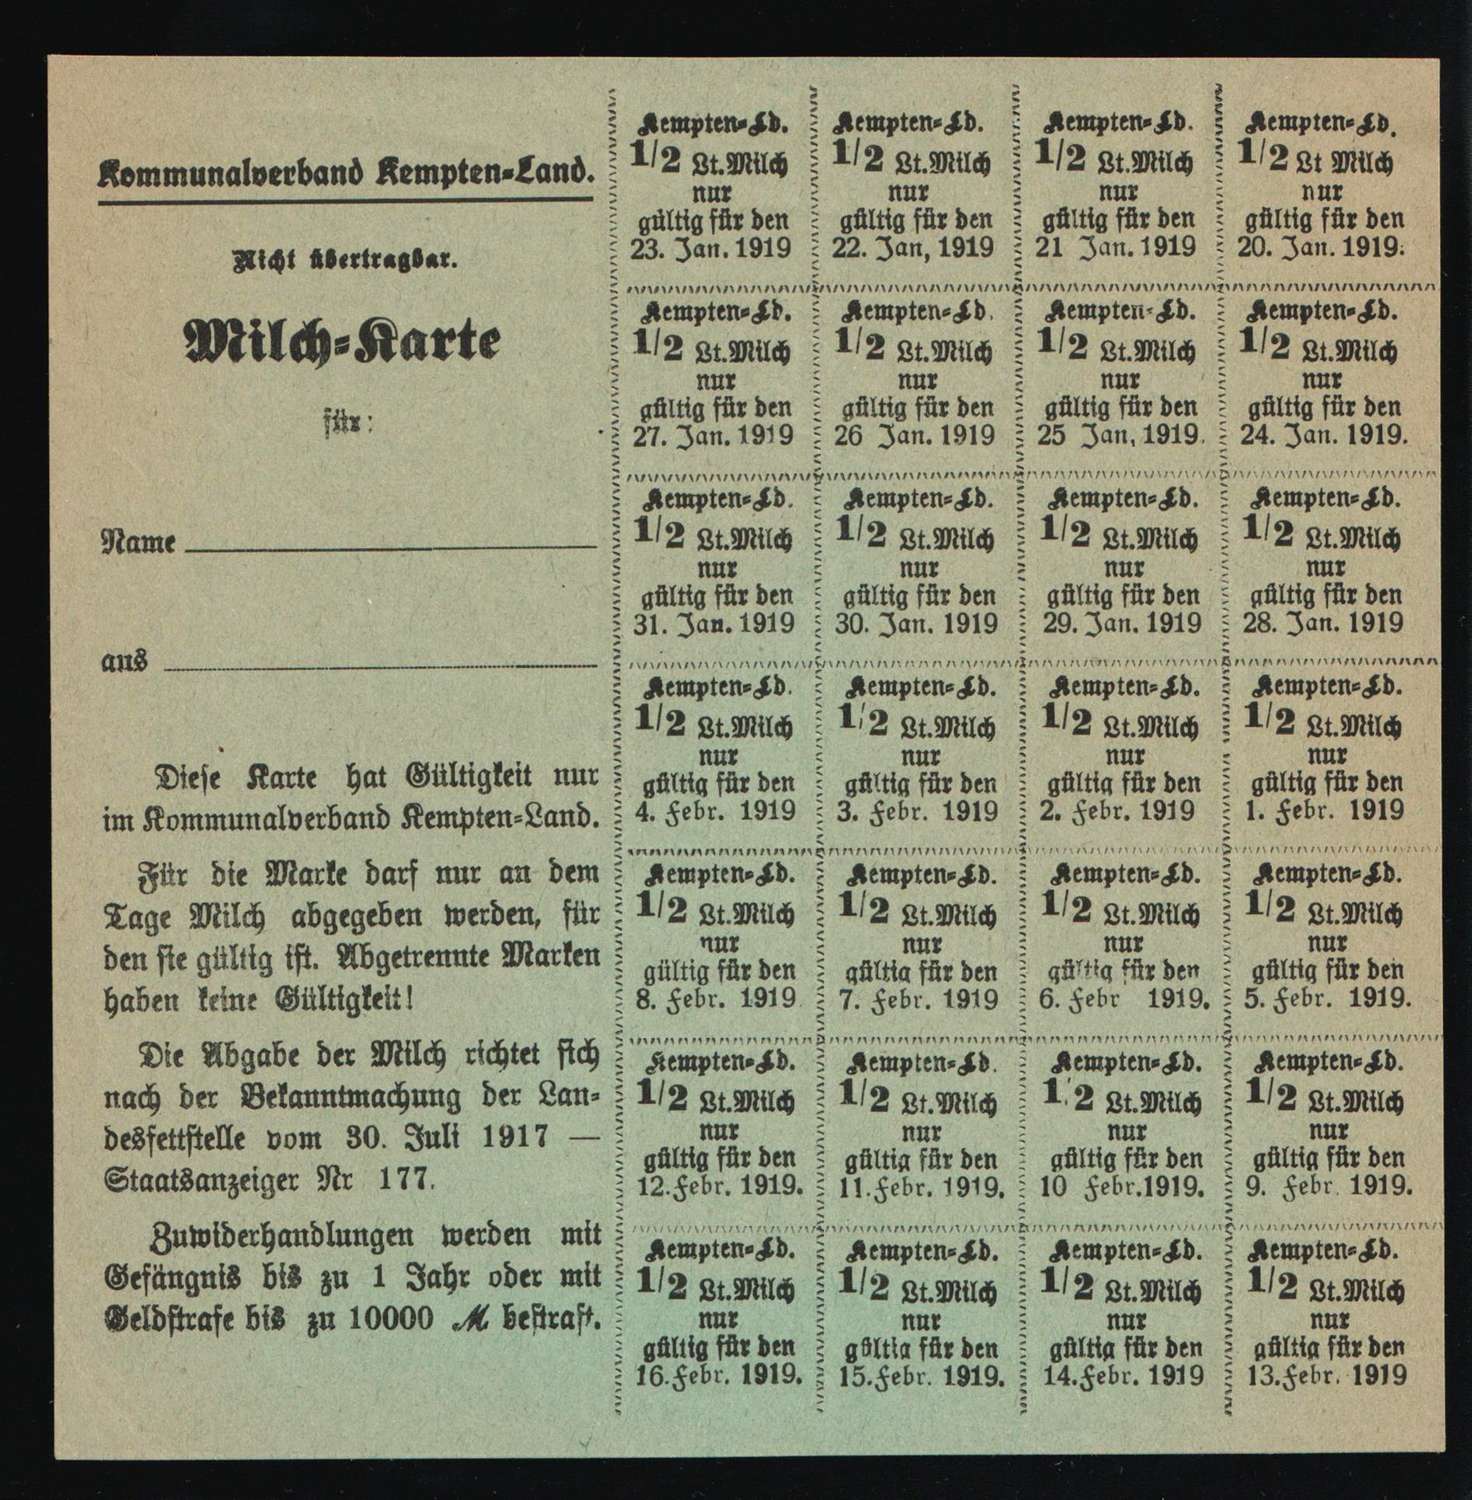 Kommunalverband Kempten=Land.
Nicht übertragbar.
Milch=Karte
für:
Name
aus
Diese Karte hat Gültigkeit nur
im Kommunalverband Kempten=Land.
Für die Marke darf nur an dem
Tage Milch abgegeben werden, für
den sie gültig ist. Abgetrennte Marken
haben keine Gültigkeit!
Die Abgabe der Milch richtet sich
nach der Bekanntmachung der Lan=
desfettstelle vom 30. Juli 1917 —
Staatsanzeiger Nr 177.
Zuwiderhandlungen werden mit
Gefängnis bis zu 1 Jahr oder mit
Geldstrafe bis zu 10000 M bestraft.
Kempten=Ld.
1/2 Lt. Milch
nur
gültig für den
23. Jan. 1919
Kempten=Ld.
1/2 Lt. Milch
nur
gültig für den
22. Jan, 1919
Kempten=Ld.
1/2 Lt. Milch
nur
gültig für den
21 Jan. 1919
Kempten=Ld.
1/2 Lt Milch
nur
gültig für den
20. Jan. 1919.
Kempten=Ld.
1/2 Lt. Milch
nur
gültig für den
27. Jan. 1919
Kempten=Ld.
1/2 Lt. Milch
nur
gültig für den
26 Jan. 1919
Kempten=Ld.
1/2 Lt. Milch
nur
gültig für den
25 Jan, 1919.
Kempten=Ld.
1/2 Lt. Milch
nur
gültig für den
24. Jan. 1919.
Kempten=Ld.
1/2 Lt. Milch
nur
gültig für den
31. Jan. 1919
Kempten=Ld.
1/2 Lt. Milch
nur
gültig für den
30. Jan. 1919
Kempten=Ld.
1/2 Lt. Milch
nur
gültig für den
29. Jan. 1919
Kempten=Ld.
1/2 Lt. Milch
nur
gültig für den
28. Jan. 1919
Kempten=Ld.
1/2 Lt. Milch
nur
gültig für den
4. Febr. 1919
Kempten=Ld.
1/2 Lt. Milch
nur
gültig für den
3. Febr. 1919
Kempten=Ld.
1/2 Lt. Milch
nur
gültig für den
2. Febr. 1919
Kempten=Ld.
1/2 Lt. Milch
nur
gültig für den
1. Febr. 1919
Kempten=Ld.
1/2 Lt. Milch
nur
gültig für den
8. Febr. 1919
Kempten=Ld.
1/2 Lt. Milch
nur
gültig für den
7. Febr. 1919
Kempten=Ld.
1/2 Lt. Milch
nur
gültig für den
6. Febr 1919.
Kempten=Ld.
1/2 Lt. Milch
nur
gültig für den
5. Febr. 1919.
Kempten=Ld.
1/2 Lt. Milch
nur
gültig für den
12. Febr. 1919.
Kempten=Ld.
1/2 Lt. Milch
nur
gültig für den
11. Febr. 1919.
Kempten=Ld.
1/2 Lt. Milch
nur
gültig für den
10 Febr. 1919.
Kempten=Ld.
1/2 Lt. Milch
nur
gültig für den
9. Febr. 1919.
Kempten=Ld.
1/2 Lt. Milch
nur
gültig für den
16. Febr. 1919.
Kempten=Ld.
1/2 Lt. Milch
nur
gültig für den
15. Febr. 1919.
Kempten=Ld.
1/2 Lt. Milch
nur
gültig für den
14. Febr. 1919
Kempten=Ld.
1/2 Lt. Milch
nur
gültig für den
13. Febr. 1919